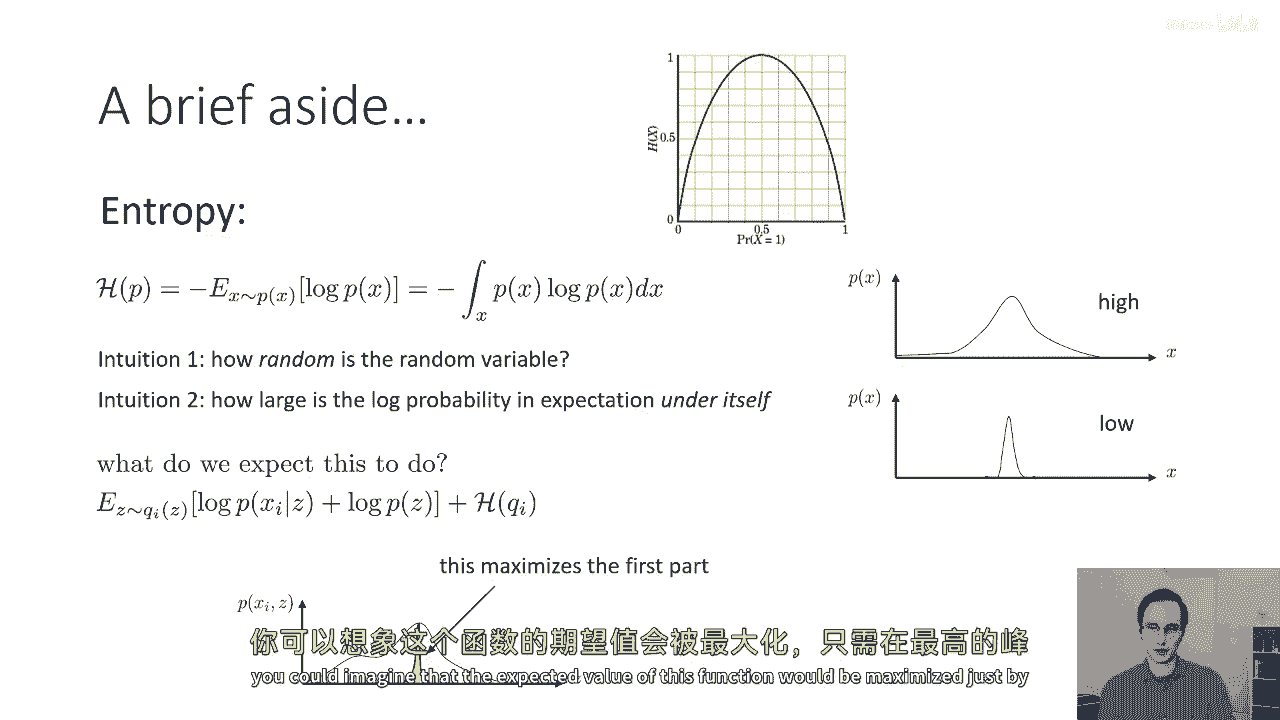 A brief aside...
Entropy:
1
H(X)
0.5
0
0
0.5
1
Pr(X = 1)
$\mathcal{H}(p) = -E_{x\sim p(x)}[\log p(x)] = -\int_x p(x) \log p(x)dx$
Intuition 1: how random is the random variable?
Intuition 2: how large is the log probability in expectation under itself
p(x)
high
x
p(x)
low
x
what do we expect this to do?
$E_{z\sim q_i(z)}[\log p(x_i|z) + \log p(z)] + \mathcal{H}(q_i)$
this maximizes the first part
$p(x_i, z)$
你可以想象这个函数的期望值会被最大化，只需在最高的峰
you could imagine that the expected value of this function would be maximized just by